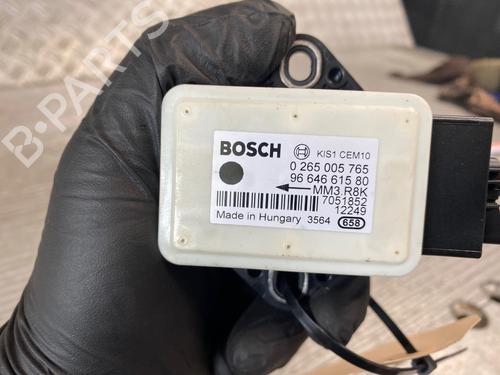 B-PARTS
BOSCH KIS1 CEM10
0 265 005 765
96 646 615 80
MM3.R8K
7051852
12249
Made in Hungary 3564 658